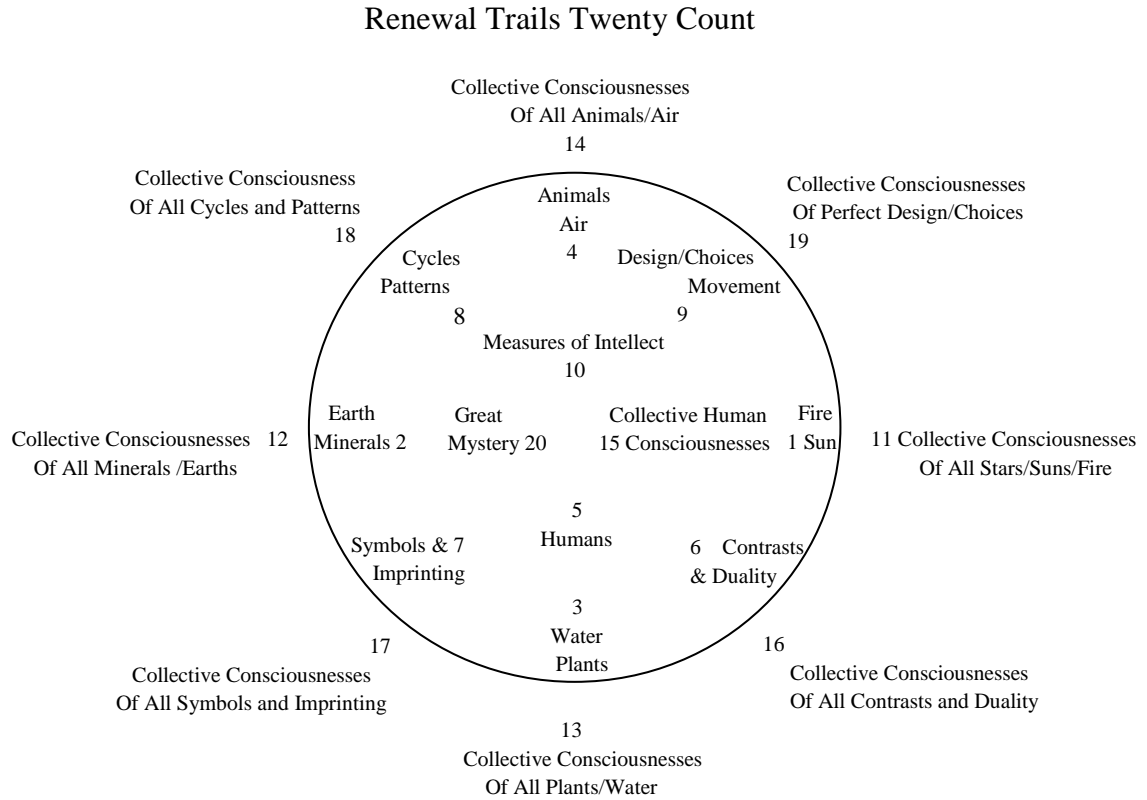 Renewal Trails Twenty Count
Collective Consciousnesses
Of All Animals/Air
14
Collective Consciousness
Of All Cycles and Patterns
18
Collective Consciousnesses
Of Perfect Design/Choices
19
Animals
Air
4
Cycles
Patterns
8
Design/Choices
Movement
9
Measures of Intellect
10
Collective Consciousnesses 12
Of All Minerals /Earths
Earth
Minerals 2
Great
Mystery 20
Collective Human
15 Consciousnesses
Fire
1 Sun
11 Collective Consciousnesses
Of All Stars/Suns/Fire
5
Humans
Symbols & 7
Imprinting
6 Contrasts
& Duality
3
Water
Plants
17
Collective Consciousnesses
Of All Symbols and Imprinting
16
Collective Consciousnesses
Of All Contrasts and Duality
13
Collective Consciousnesses
Of All Plants/Water